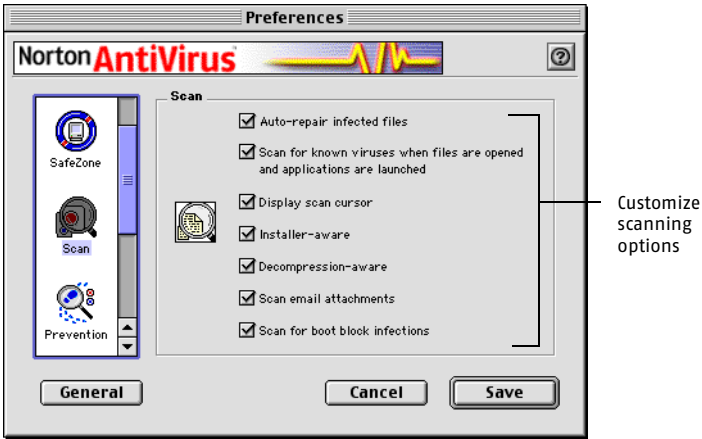 Preferences
Norton AntiVirus
?
SafeZone
Scan
Prevention
Scan
Auto-repair infected files
Scan for known viruses when files are opened
and applications are launched
Display scan cursor
Installer-aware
Decompression-aware
Scan email attachments
Scan for boot block infections
Customize
scanning
options
General
Cancel
Save